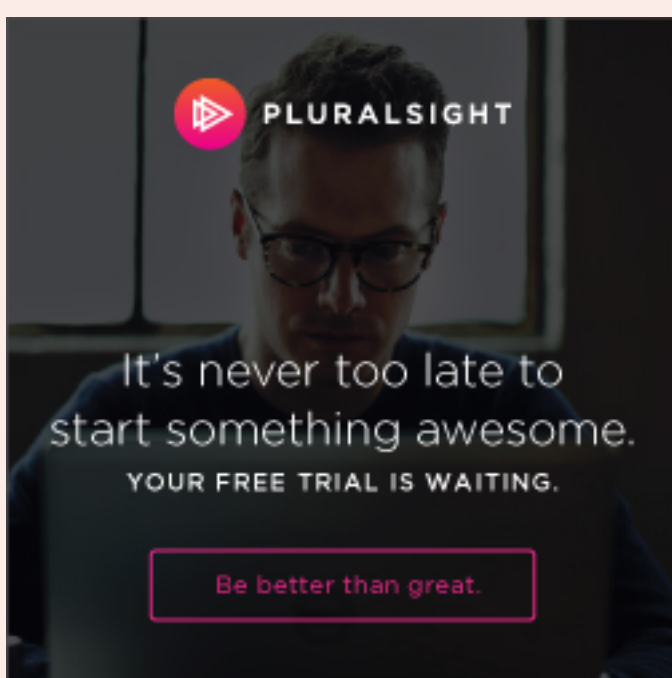 PLURALSIGHT
It's never too late to
start something awesome.
YOUR FREE TRIAL IS WAITING.
Be better than great.